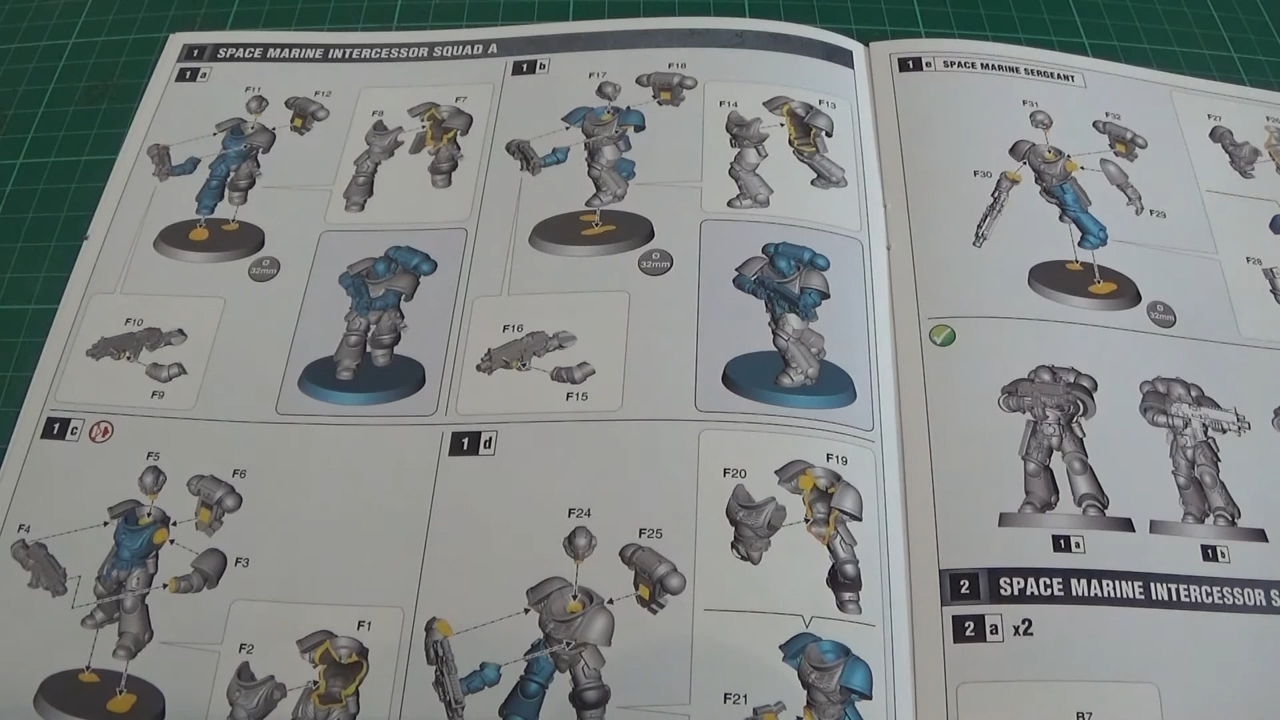 1 SPACE MARINE INTERCESSOR SQUAD A
1 a
F11
F12
F8
F7
Ø
32mm
F10
F9
1 b
F17
F18
F14
F13
Ø
32mm
F16
F15
1 c
F5
F6
F4
F3
F2
F1
1 d
F24
F25
F20
F19
F21
1 e SPACE MARINE SERGEANT
F31
F32
F30
F29
F27
F28
Ø
32mm
1 a
1 b
2 SPACE MARINE INTERCESSOR S
2 a x2
B7